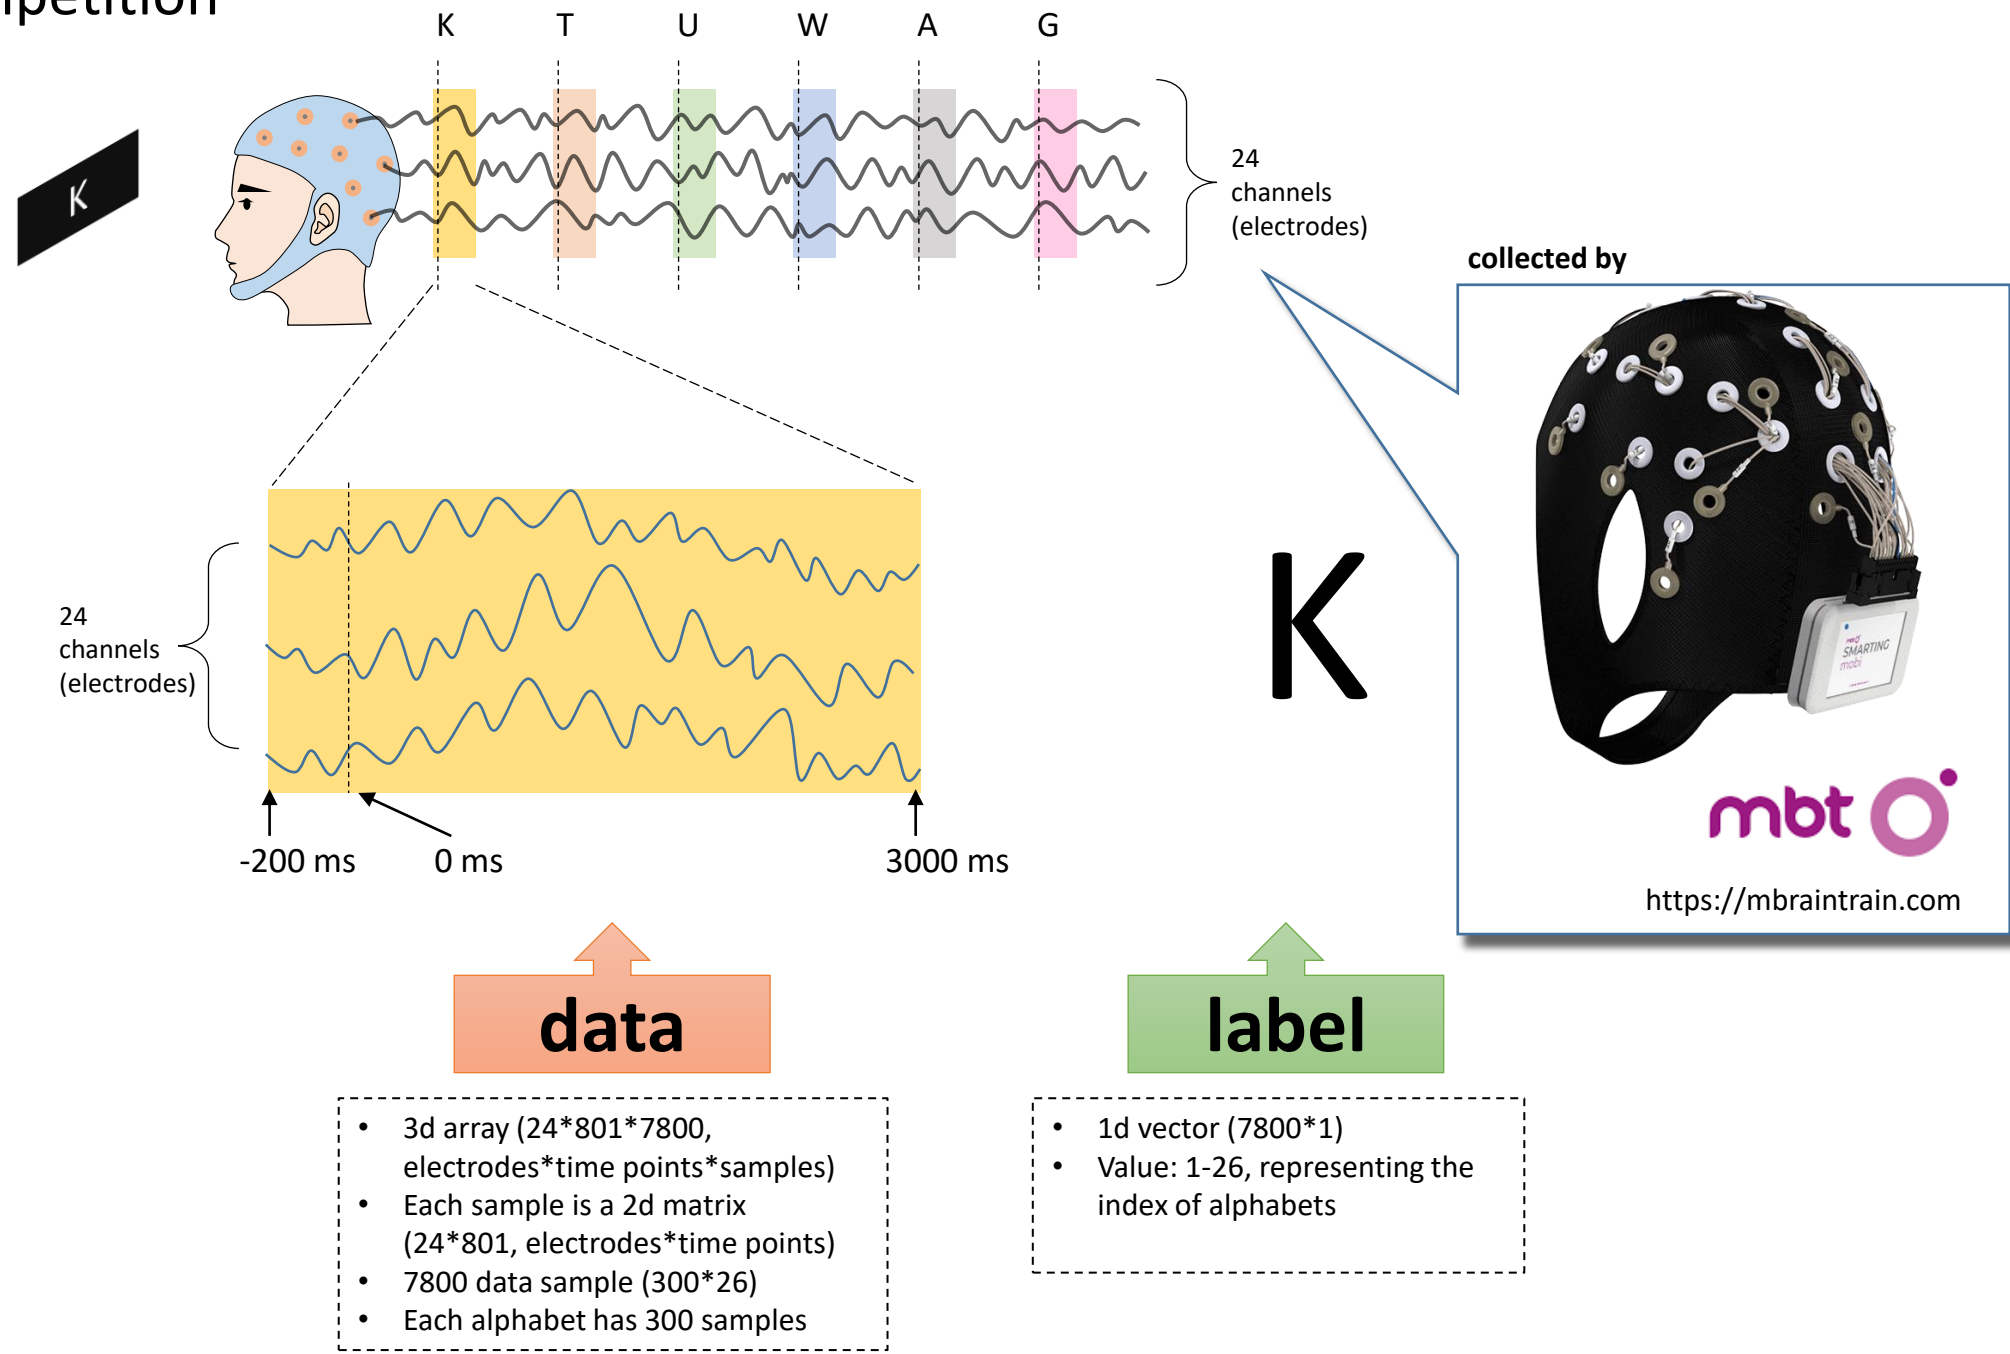 K T U W A G
K
24
channels
(electrodes)
collected by
24
channels
(electrodes)
K
SMARTING
mobi
-200 ms 0 ms 3000 ms
mbt
https://mbraintrain.com
data
label
• 3d array (24*801*7800,
electrodes*time points*samples)
• Each sample is a 2d matrix
(24*801, electrodes*time points)
• 7800 data sample (300*26)
• Each alphabet has 300 samples
• 1d vector (7800*1)
• Value: 1-26, representing the
index of alphabets